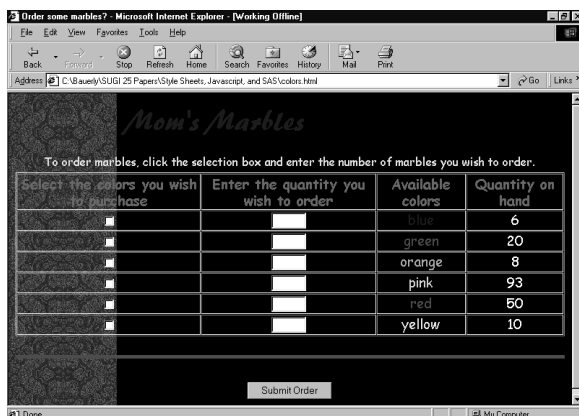 Order some marbles? - Microsoft Internet Explorer - [Working Offline]
File Edit View Favorites Tools Help
Back Forward Stop Refresh Home Search Favorites History Mail Print
Address C:\Bauerly\SUGI 25 Papers\Style Sheets, Javascript, and SAS\colors.html Go Links »
Mom's Marbles
To order marbles, click the selection box and enter the number of marbles you wish to order.
Select the colors you wish to purchase Enter the quantity you wish to order Available colors Quantity on hand
blue 6
green 20
orange 8
pink 93
red 50
yellow 10
Submit Order
Done My Computer